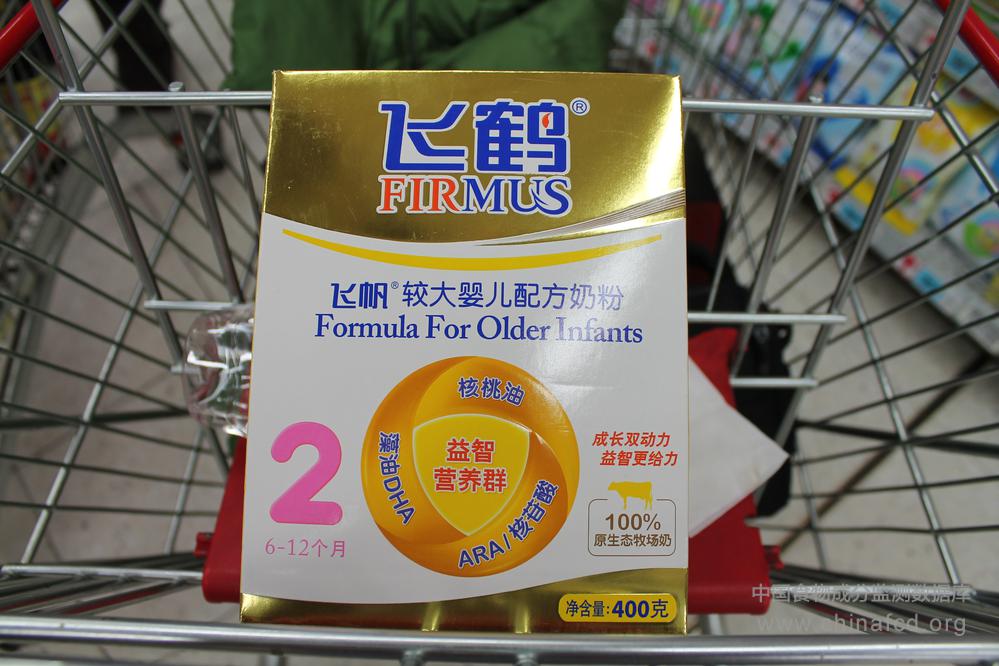 飞鹤®
FIRMUS
飞帆®较大婴儿配方奶粉
Formula For Older Infants
核桃油
藻油DHA
益智
营养群
ARA/核苷酸
2
6-12个月
成长双动力
益智更给力
100%
原生态牧场奶
净含量:400克
中国食物成分监测数据库
www.chinafcd.org